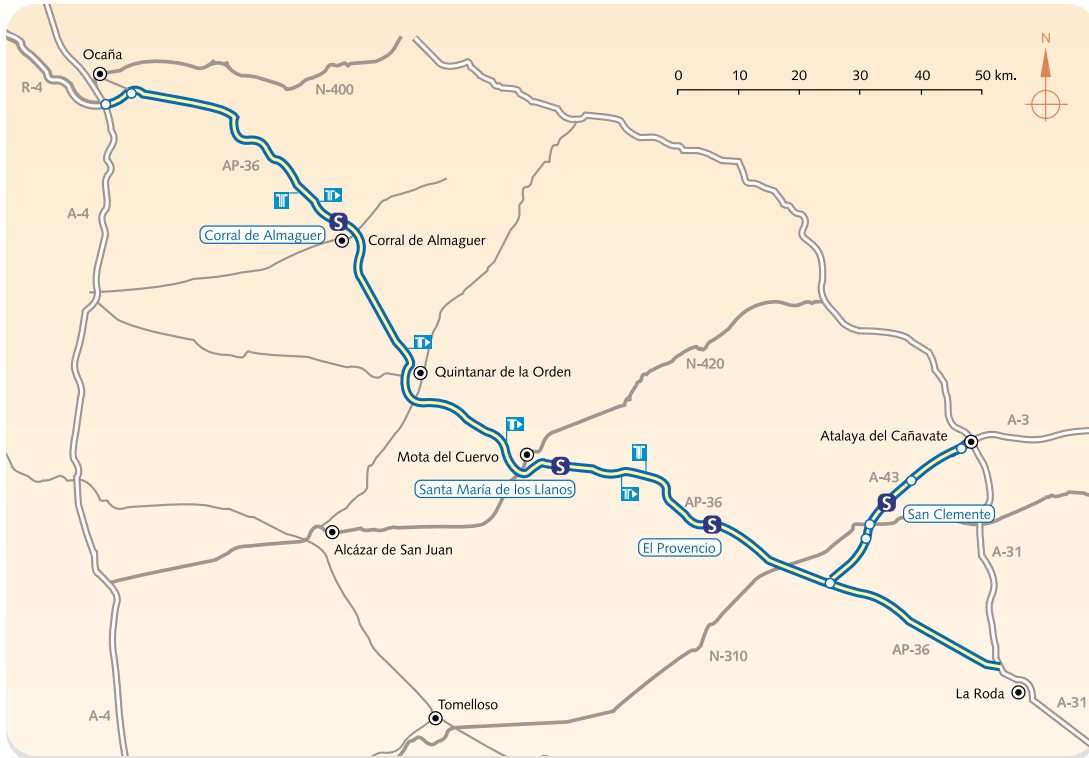 N
Ocaña
0 10 20 30 40 50 km.
R-4
N-400
AP-36
T
T
A-4
S
Corral de Almaguer
Corral de Almaguer
T
Quintanar de la Orden
N-420
T
A-3
Atalaya del Cañavate
Mota del Cuervo
T
S
A-43
Santa María de los Llanos
T
AP-36
S
San Clemente
S
El Provencio
Alcázar de San Juan
A-31
N-310
AP-36
La Roda
A-31
Tomelloso
A-4